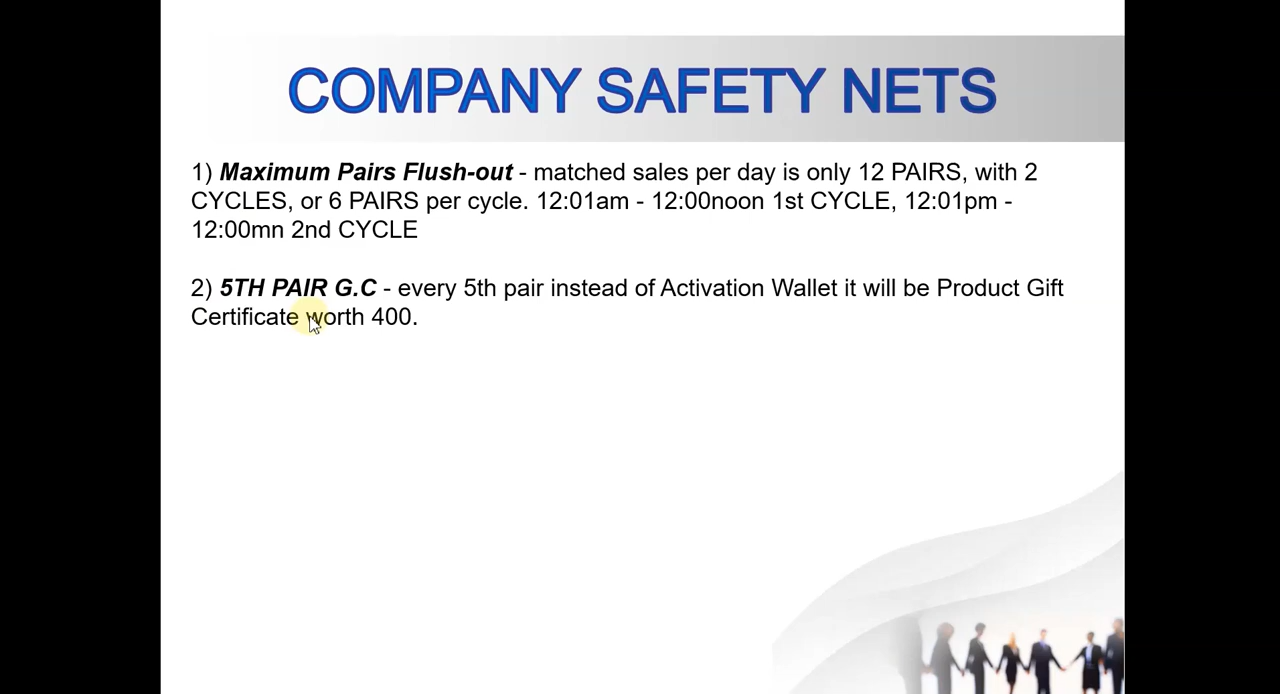 COMPANY SAFETY NETS
1) Maximum Pairs Flush-out - matched sales per day is only 12 PAIRS, with 2
CYCLES, or 6 PAIRS per cycle. 12:01am - 12:00noon 1st CYCLE, 12:01pm -
12:00mn 2nd CYCLE
2) 5TH PAIR G.C - every 5th pair instead of Activation Wallet it will be Product Gift
Certificate worth 400.